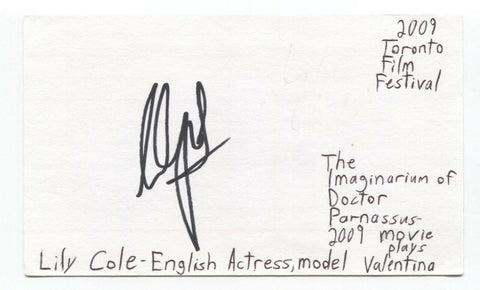 2009
Toronto
Film
Festival
The
Imaginarium of
Doctor
Parnassus-
2009 movie
plays
Lily Cole-English Actress, model Valentina